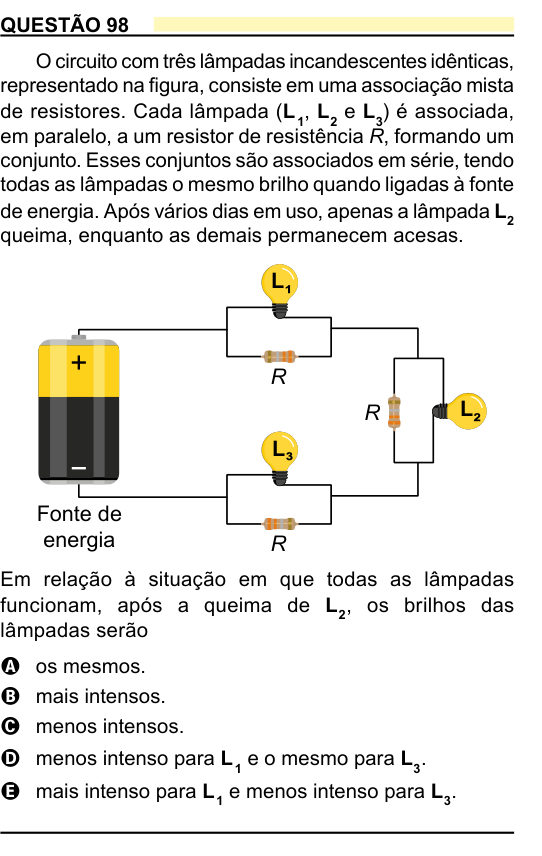 QUESTÃO 98
O circuito com três lâmpadas incandescentes idênticas,
representado na figura, consiste em uma associação mista
de resistores. Cada lâmpada (L1, L2 e L3) é associada,
em paralelo, a um resistor de resistência R, formando um
conjunto. Esses conjuntos são associados em série, tendo
todas as lâmpadas o mesmo brilho quando ligadas à fonte
de energia. Após vários dias em uso, apenas a lâmpada L2
queima, enquanto as demais permanecem acesas.
L1
+
R
R
L2
L3
–
Fonte de
energia
R
Em relação à situação em que todas as lâmpadas
funcionam, após a queima de L2, os brilhos das
lâmpadas serão
A os mesmos.
B mais intensos.
C menos intensos.
D menos intenso para L1 e o mesmo para L3.
E mais intenso para L1 e menos intenso para L3.